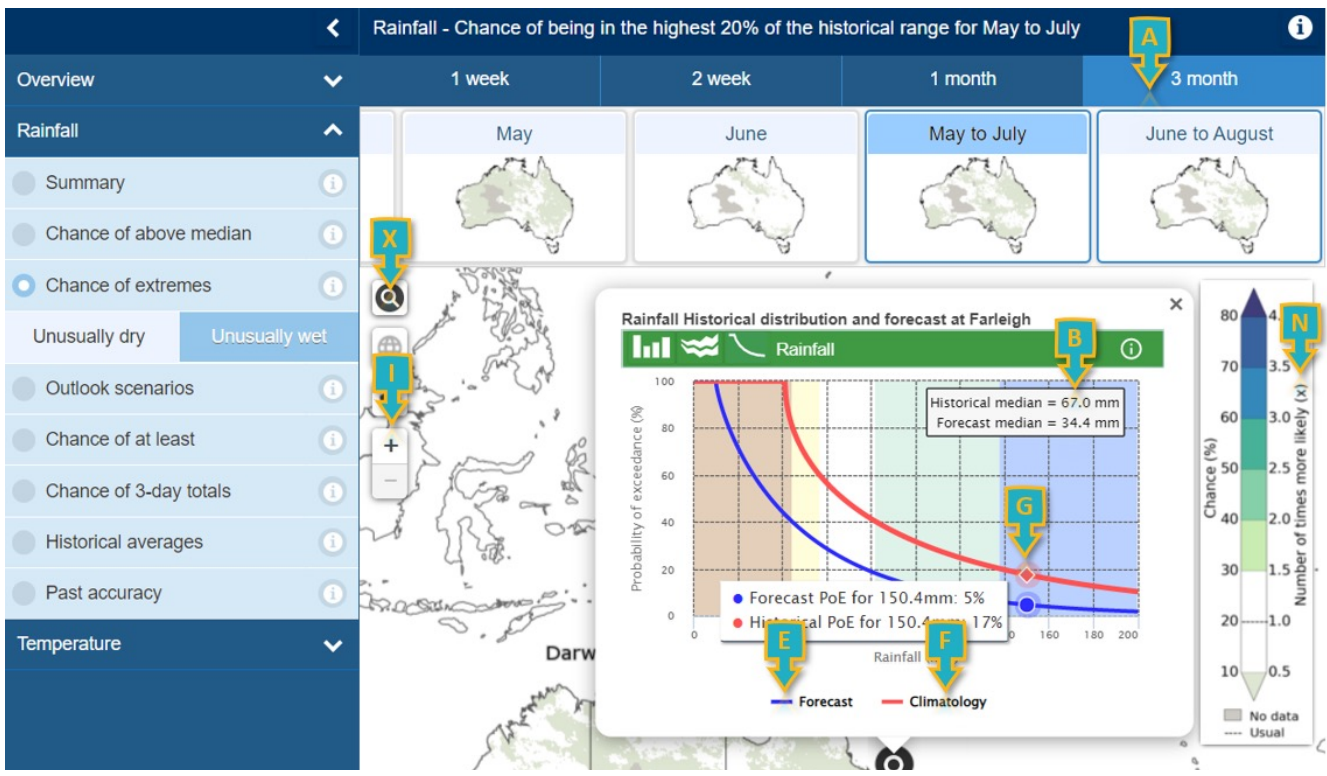 Rainfall - Chance of being in the highest 20% of the historical range for May to July
A
Overview
1 week
2 week
1 month
3 month
Rainfall
May
June
May to July
June to August
Summary
Chance of above median
X
Chance of extremes
Unusually dry
Unusually wet
Outlook scenarios
Chance of at least
Chance of 3-day totals
Historical averages
Past accuracy
Temperature
I
+
−
Darw
Rainfall Historical distribution and forecast at Farleigh
Rainfall
B
Historical median = 67.0 mm
Forecast median = 34.4 mm
Probability of exceedance (%)
100
80
60
40
20
0
G
Forecast PoE for 150.4mm: 5%
Historical PoE for 150.4mm: 17%
0
160
180
200
Rainfall
E
F
Forecast
Climatology
N
Chance (%)
80
70
60
50
40
30
20
10
4.
3.5
3.0
2.5
2.0
1.5
1.0
0.5
Number of times more likely (x)
No data
Usual